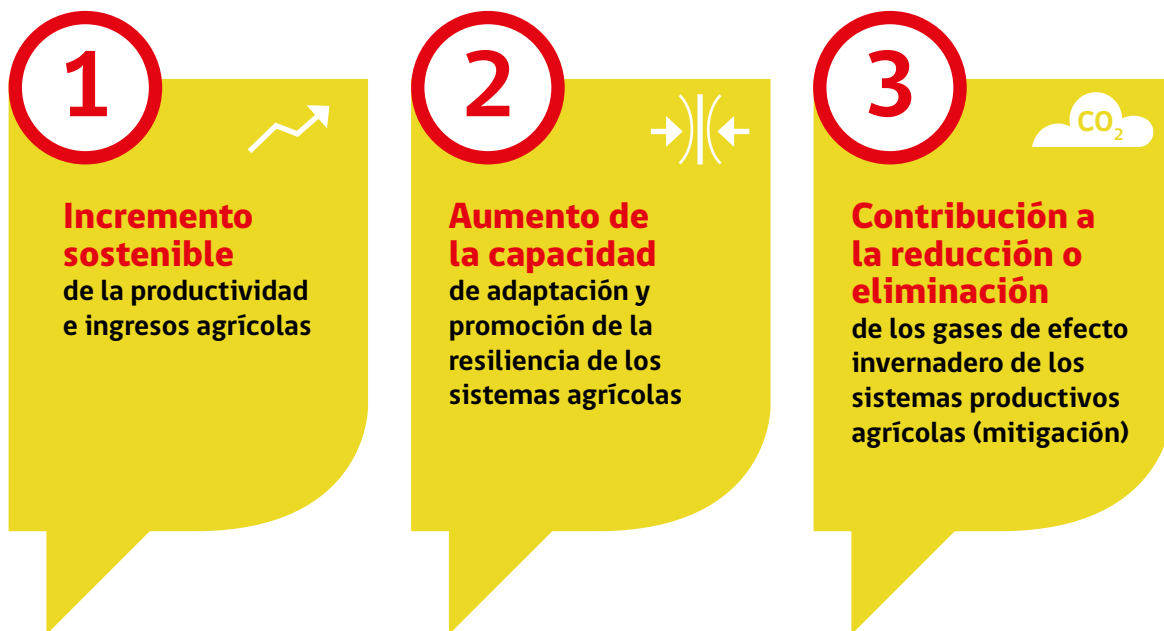 1
Incremento
sostenible
de la productividad
e ingresos agrícolas
2
Aumento de
la capacidad
de adaptación y
promoción de la
resiliencia de los
sistemas agrícolas
3
CO₂
Contribución a
la reducción o
eliminación
de los gases de efecto
invernadero de los
sistemas productivos
agrícolas (mitigación)